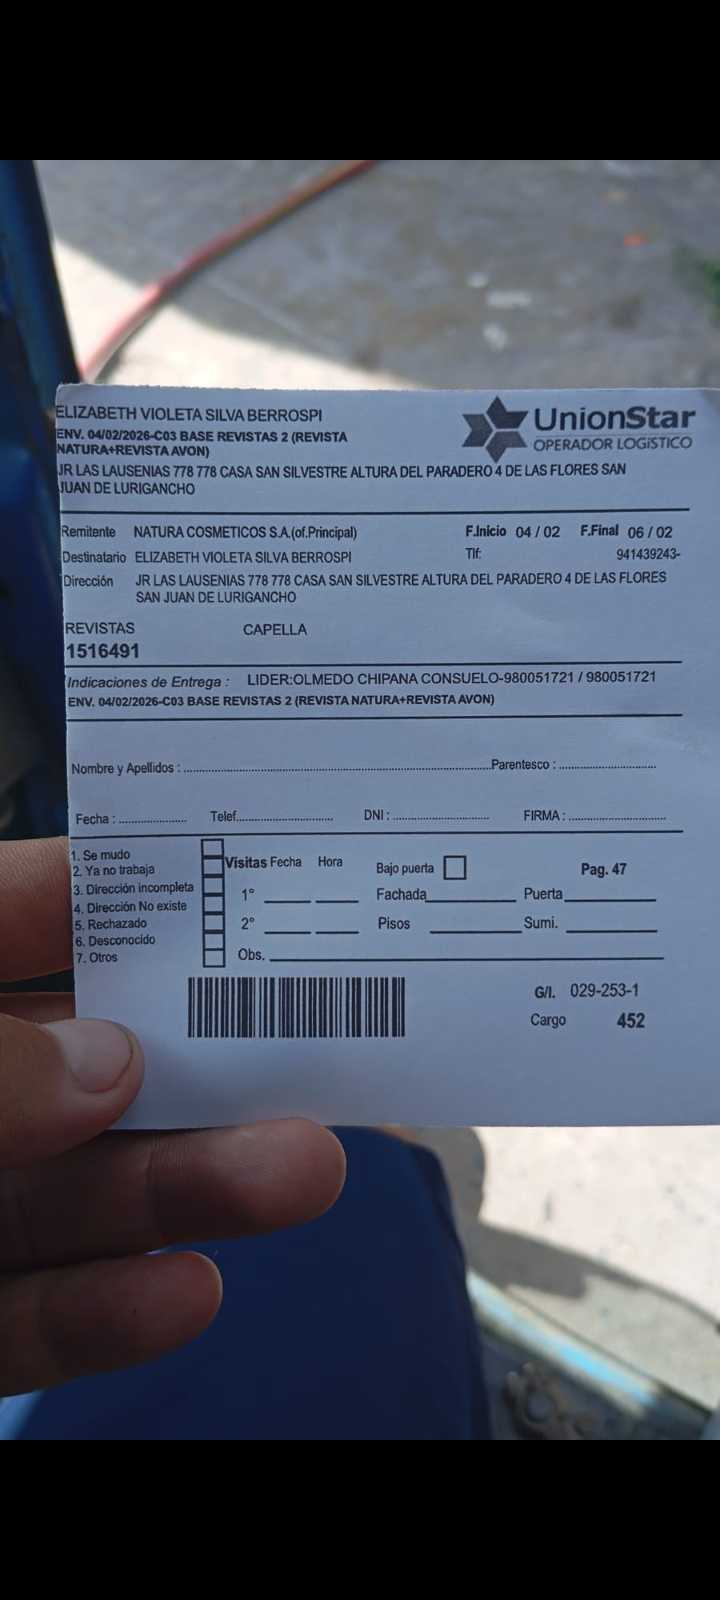 ELIZABETH VIOLETA SILVA BERROSPI
ENV. 04/02/2026-C03 BASE REVISTAS 2 (REVISTA
NATURA+REVISTA AVON)
UnionStar
OPERADOR LOGíSTICO
JR LAS LAUSENIAS 778 778 CASA SAN SILVESTRE ALTURA DEL PARADERO 4 DE LAS FLORES SAN
JUAN DE LURIGANCHO
Remitente NATURA COSMETICOS S.A.(of.Principal) F.Inicio 04 / 02 F.Final 06 / 02
Destinatario ELIZABETH VIOLETA SILVA BERROSPI Tlf: 941439243-
Dirección JR LAS LAUSENIAS 778 778 CASA SAN SILVESTRE ALTURA DEL PARADERO 4 DE LAS FLORES
SAN JUAN DE LURIGANCHO
REVISTAS CAPELLA
1516491
Indicaciones de Entrega : LIDER:OLMEDO CHIPANA CONSUELO-980051721 / 980051721
ENV. 04/02/2026-C03 BASE REVISTAS 2 (REVISTA NATURA+REVISTA AVON)
Nombre y Apellidos : Parentesco :
Fecha : Telef. DNI : FIRMA :
1. Se mudo
2. Ya no trabaja
3. Dirección incompleta
4. Dirección No existe
5. Rechazado
6. Desconocido
7. Otros
Visitas Fecha Hora Bajo puerta Pag. 47
1° Fachada Puerta
2° Pisos Sumi.
Obs.
G/I. 029-253-1
Cargo 452